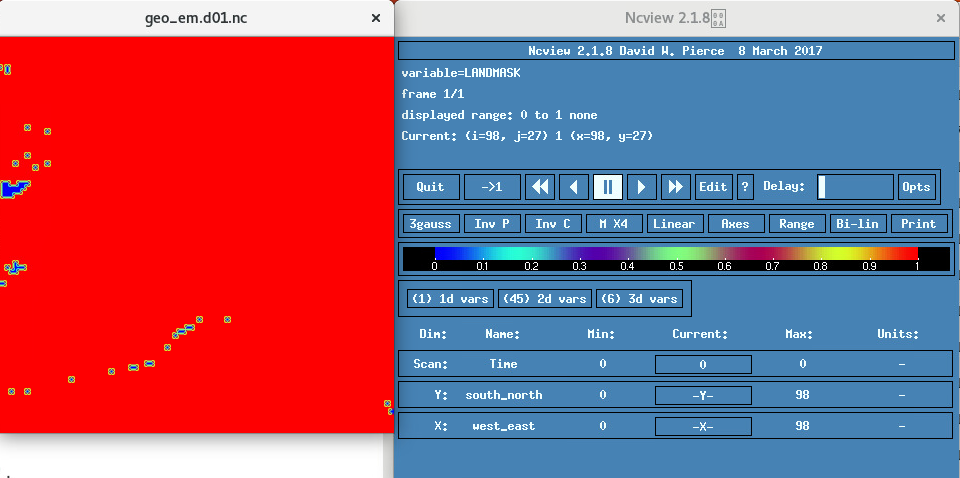 geo_em.d01.nc
Ncview 2.1.8
Ncview 2.1.8 David W. Pierce 8 March 2017
variable=LANDMASK
frame 1/1
displayed range: 0 to 1 none
Current: (i=98, j=27) 1 (x=98, y=27)
Quit ->1 Edit ? Delay: Opts
3gauss Inv P Inv C M X4 Linear Axes Range Bi-lin Print
0 0.1 0.2 0.3 0.4 0.5 0.6 0.7 0.8 0.9 1
(1) 1d vars (45) 2d vars (6) 3d vars
Dim: Name: Min: Current: Max: Units:
Scan: Time 0 0 0 -
Y: south_north 0 -Y- 98 -
X: west_east 0 -X- 98 -